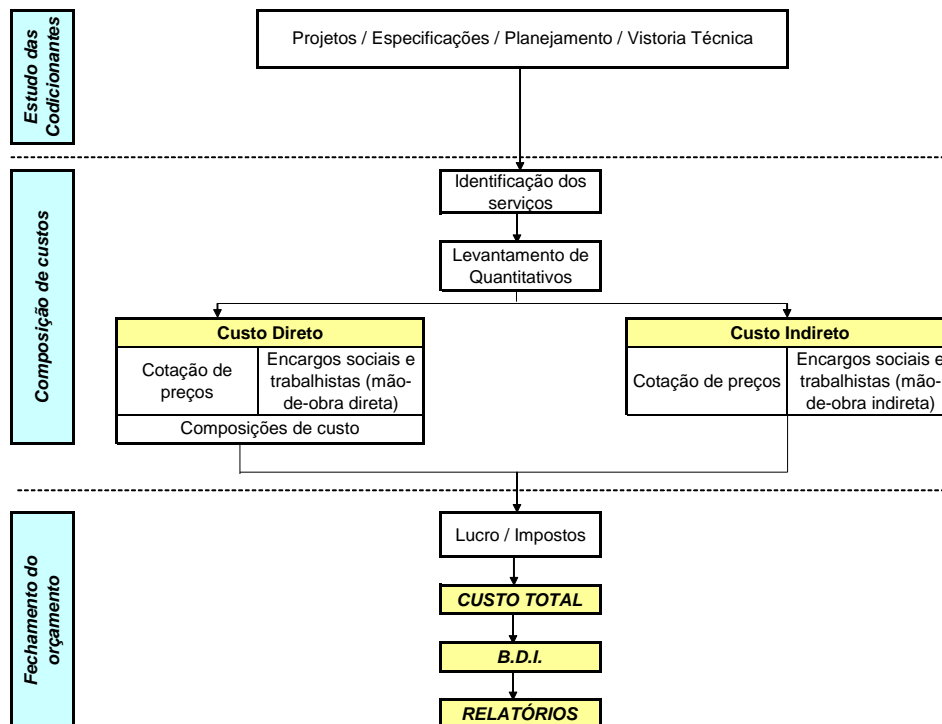 Estudo das
Codicionantes
Projetos / Especificações / Planejamento / Vistoria Técnica
Composição de custos
Identificação dos
serviços
Levantamento de
Quantitativos
Custo Direto
Cotação de
preços
Encargos sociais e
trabalhistas (mão-
de-obra direta)
Composições de custo
Custo Indireto
Cotação de preços
Encargos sociais e
trabalhistas (mão-
de-obra indireta)
Fechamento do
orçamento
Lucro / Impostos
CUSTO TOTAL
B.D.I.
RELATÓRIOS